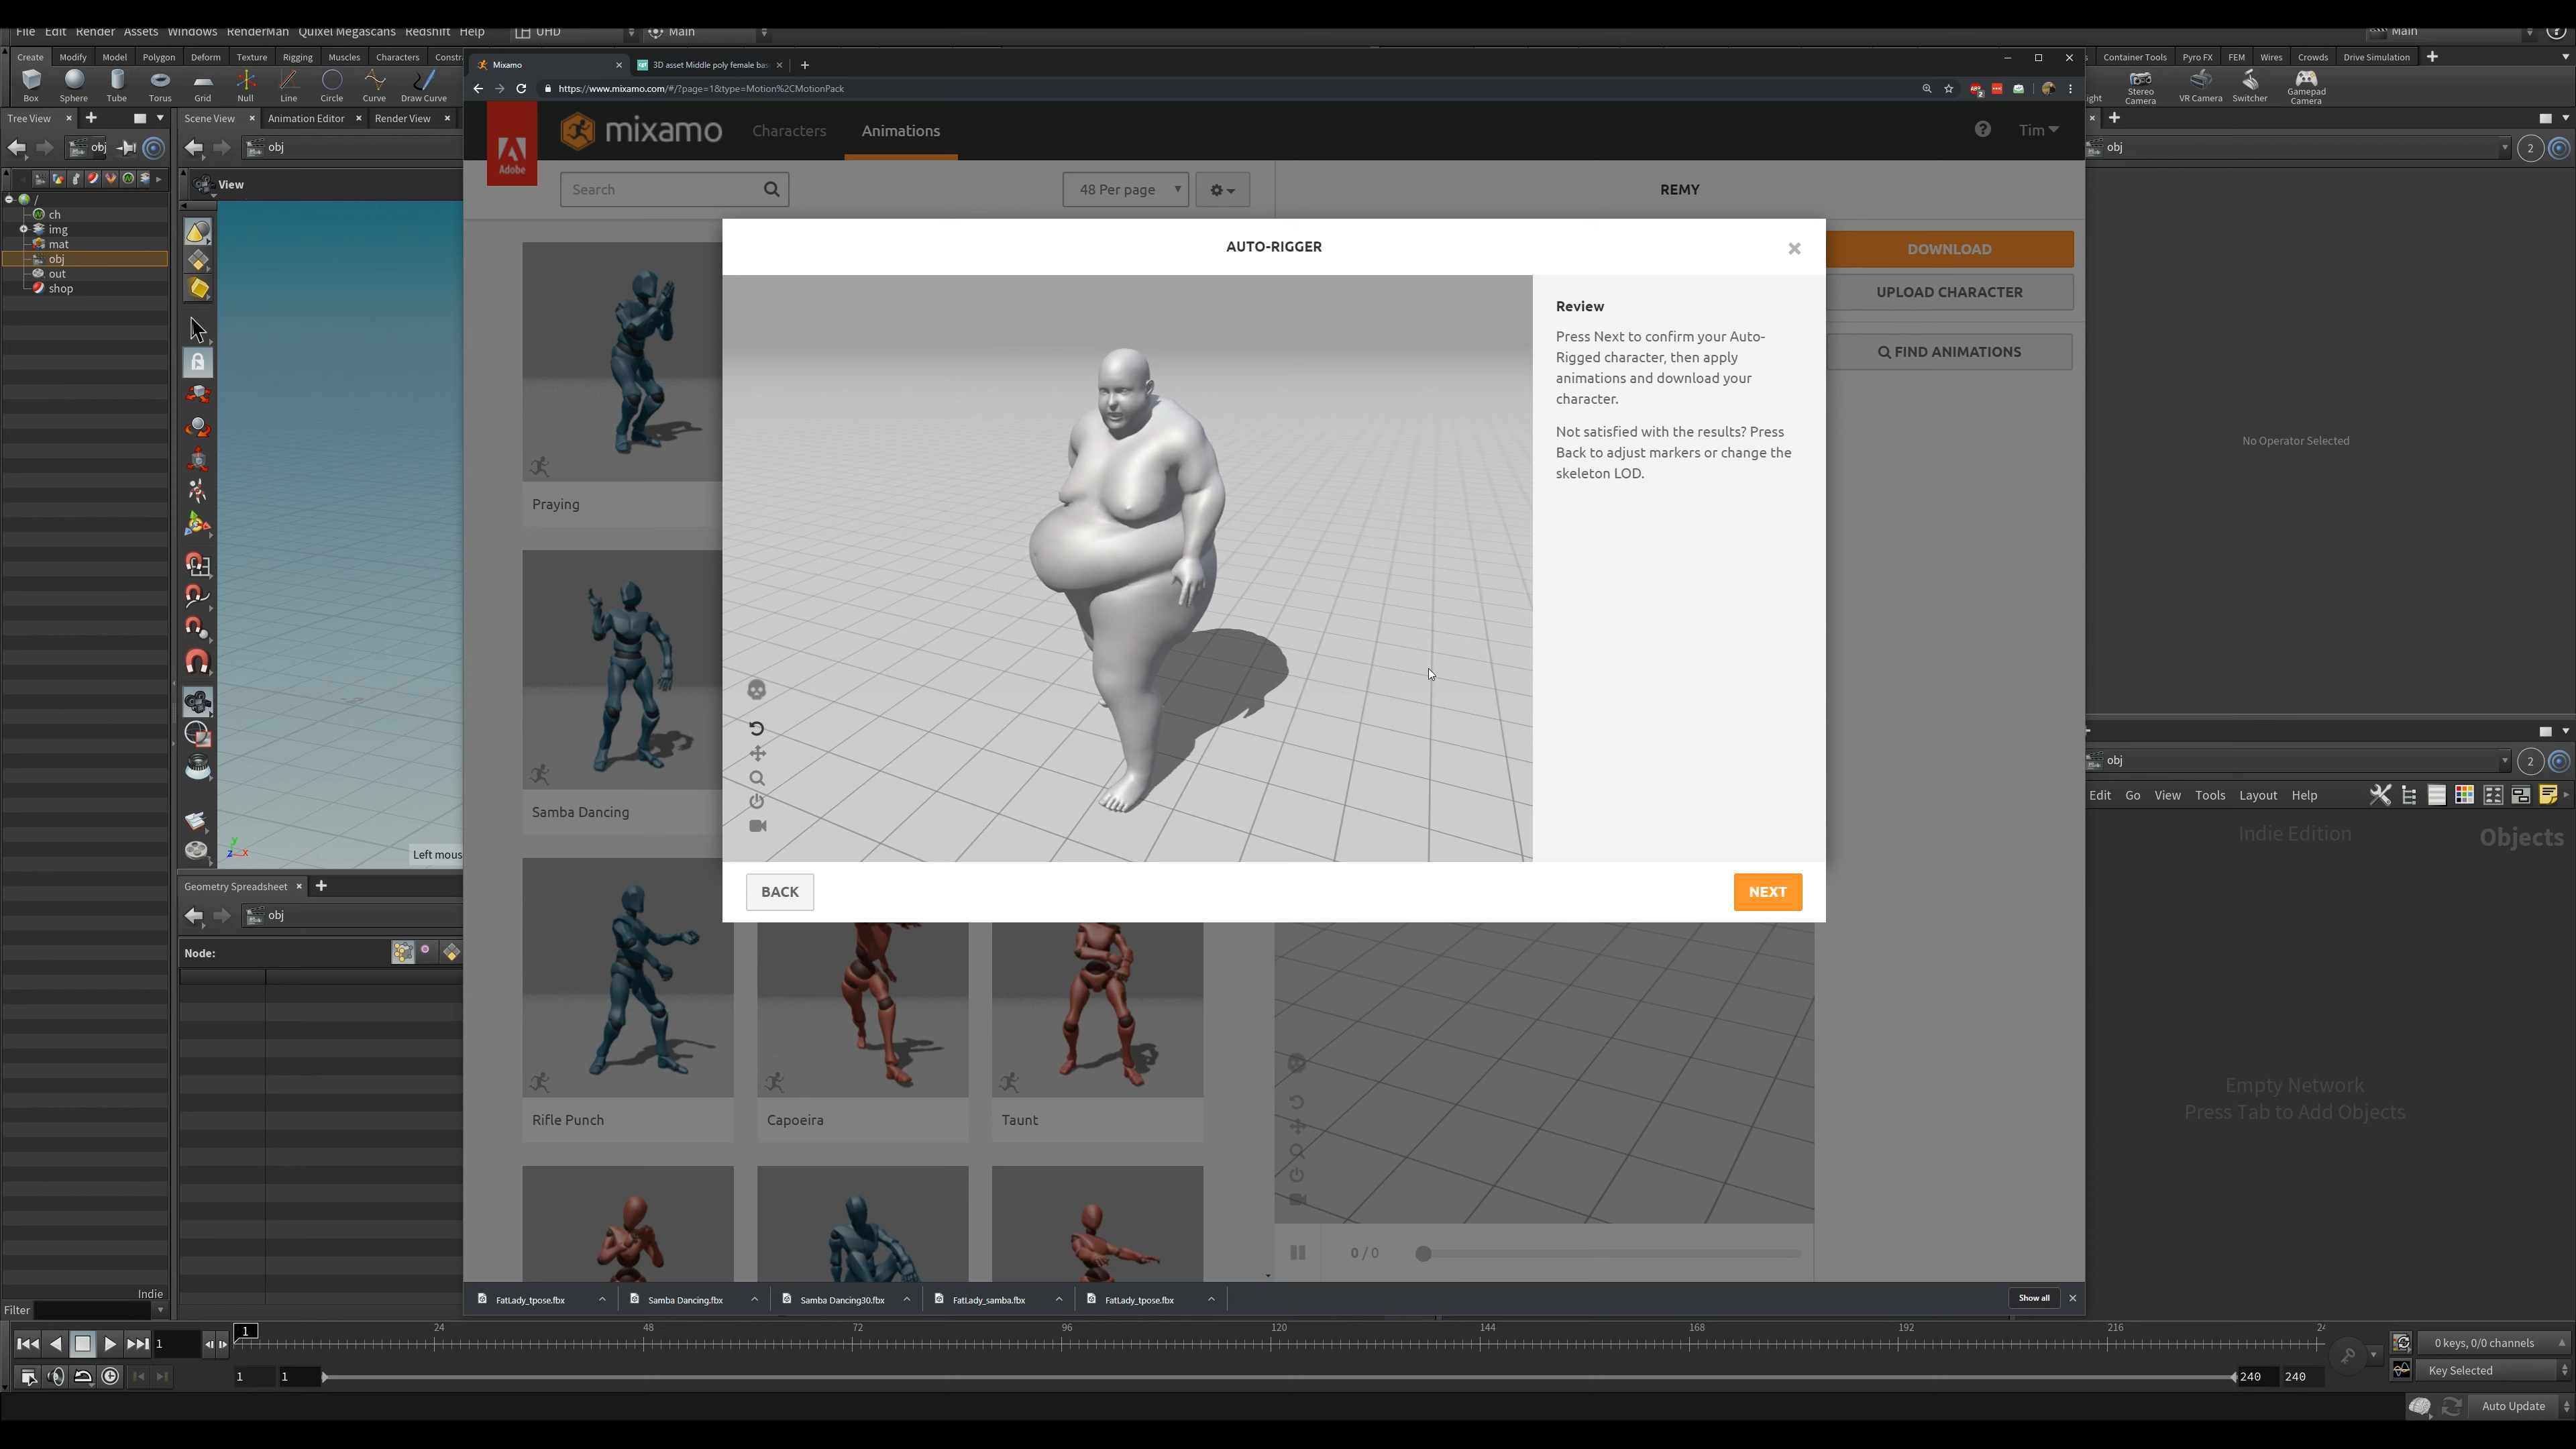 File Edit Render Assets Windows RenderMan Quixel Megascans Redshift Help
UHD
Main
Main
Create Modify Model Polygon Deform Texture Rigging Muscles Characters
Container Tools Pyro FX FEM Wires Crowds Drive Simulation
Box Sphere Tube Torus Grid Null Line Circle Curve Draw Curve
Stereo Camera
VR Camera
Switcher
Gamepad Camera
Mixamo
3D asset Middle poly female bas
https://www.mixamo.com/#/?page=1&type=Motion%2CMotionPack
Tree View
Scene View
Animation Editor
Render View
obj
obj
obj
2
View
/
ch
img
mat
obj
out
shop
Adobe
mixamo
Characters
Animations
Tim
Search
48 Per page
REMY
AUTO-RIGGER
DOWNLOAD
UPLOAD CHARACTER
FIND ANIMATIONS
Review
Press Next to confirm your Auto-
Rigged character, then apply
animations and download your
character.
Not satisfied with the results? Press
Back to adjust markers or change the
skeleton LOD.
No Operator Selected
Praying
Samba Dancing
BACK
NEXT
Rifle Punch
Capoeira
Taunt
0 / 0
obj
2
Edit Go View Tools Layout Help
Indie Edition
Objects
Empty Network
Press Tab to Add Objects
Left mous
z x y
Geometry Spreadsheet
obj
Node:
FatLady_tpose.fbx
Samba Dancing.fbx
Samba Dancing30.fbx
FatLady_samba.fbx
FatLady_tpose.fbx
Show all
Indie
Filter
1
1
24 48 72 96 120 144 168 192 216 24
1 1
240 240
0 keys, 0/0 channels
Key Selected
Auto Update